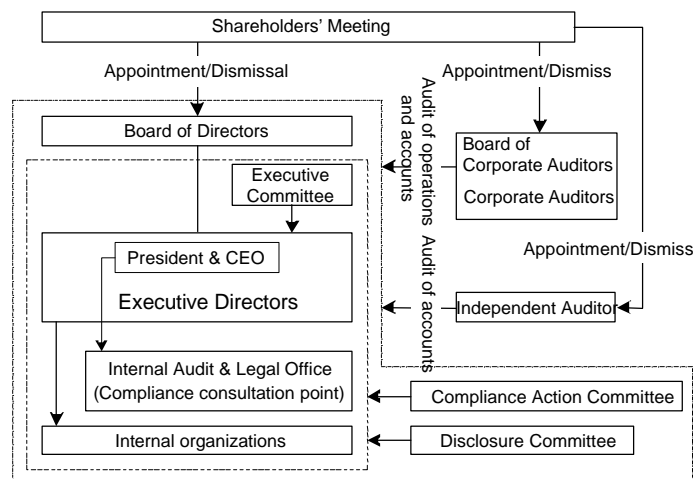 Shareholders' Meeting
Appointment/Dismissal
Appointment/Dismiss
Board of Directors
Audit of operations
and accounts
Board of
Corporate Auditors
Corporate Auditors
Executive
Committee
President & CEO
Executive Directors
Audit of accounts
Appointment/Dismiss
Independent Auditor
Internal Audit & Legal Office
(Compliance consultation point)
Compliance Action Committee
Internal organizations
Disclosure Committee